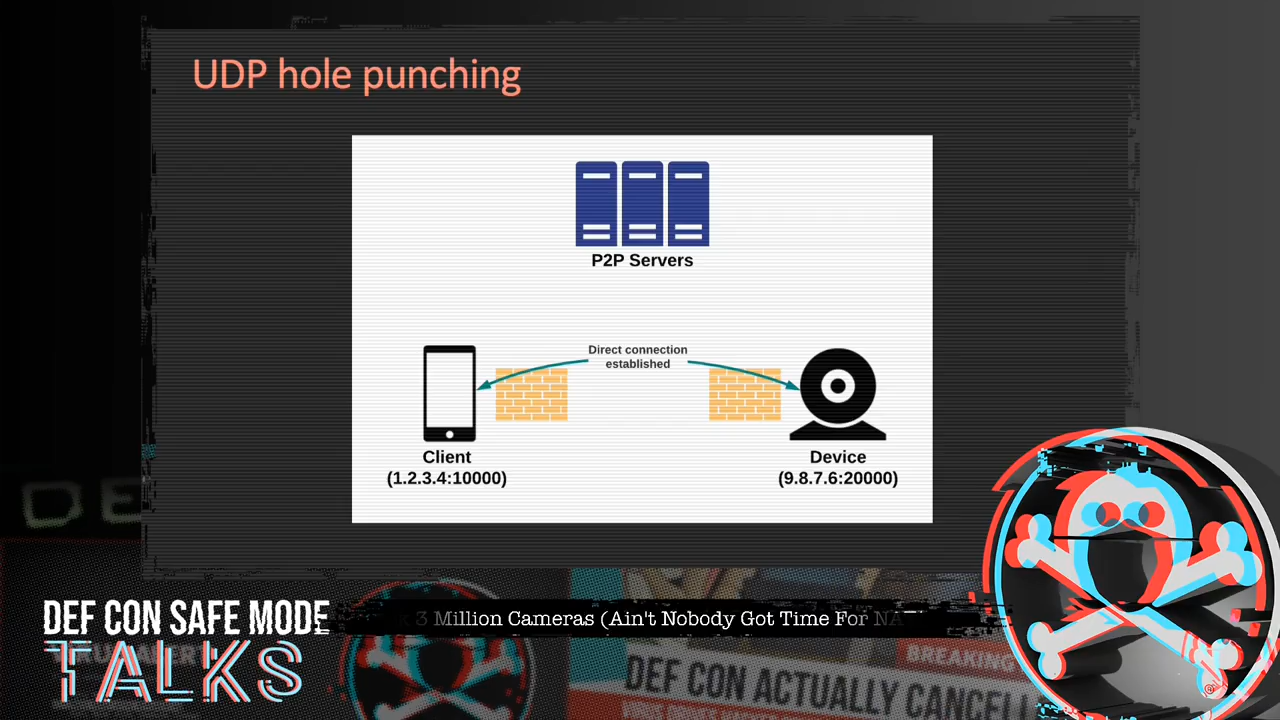 UDP hole punching
P2P Servers
Direct connection
established
Client
(1.2.3.4:10000)
Device
(9.8.7.6:20000)
DEF CON SAFE MODE
TALKS
3 Million Cameras (Ain't Nobody Got Time For
BREAKING
DEF CON ACTUALLY